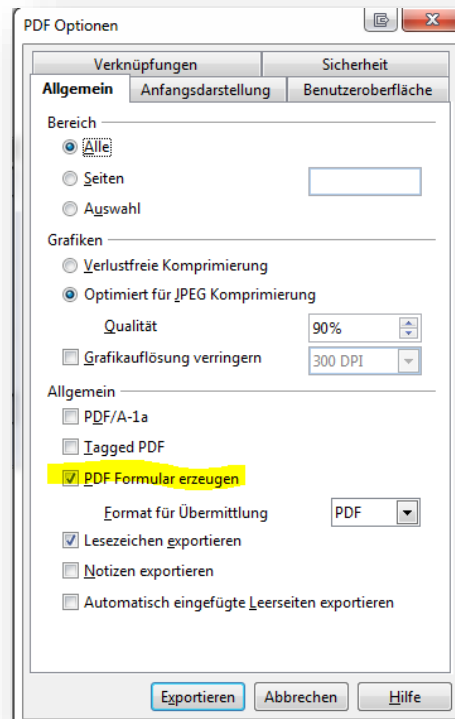 PDF Optionen
Verknüpfungen Sicherheit
Allgemein Anfangsdarstellung Benutzeroberfläche
Bereich
Alle
Seiten
Auswahl
Grafiken
Verlustfreie Komprimierung
Optimiert für JPEG Komprimierung
Qualität 90%
Grafikauflösung verringern 300 DPI
Allgemein
PDF/A-1a
Tagged PDF
PDF Formular erzeugen
Format für Übermittlung PDF
Lesezeichen exportieren
Notizen exportieren
Automatisch eingefügte Leerseiten exportieren
Exportieren Abbrechen Hilfe